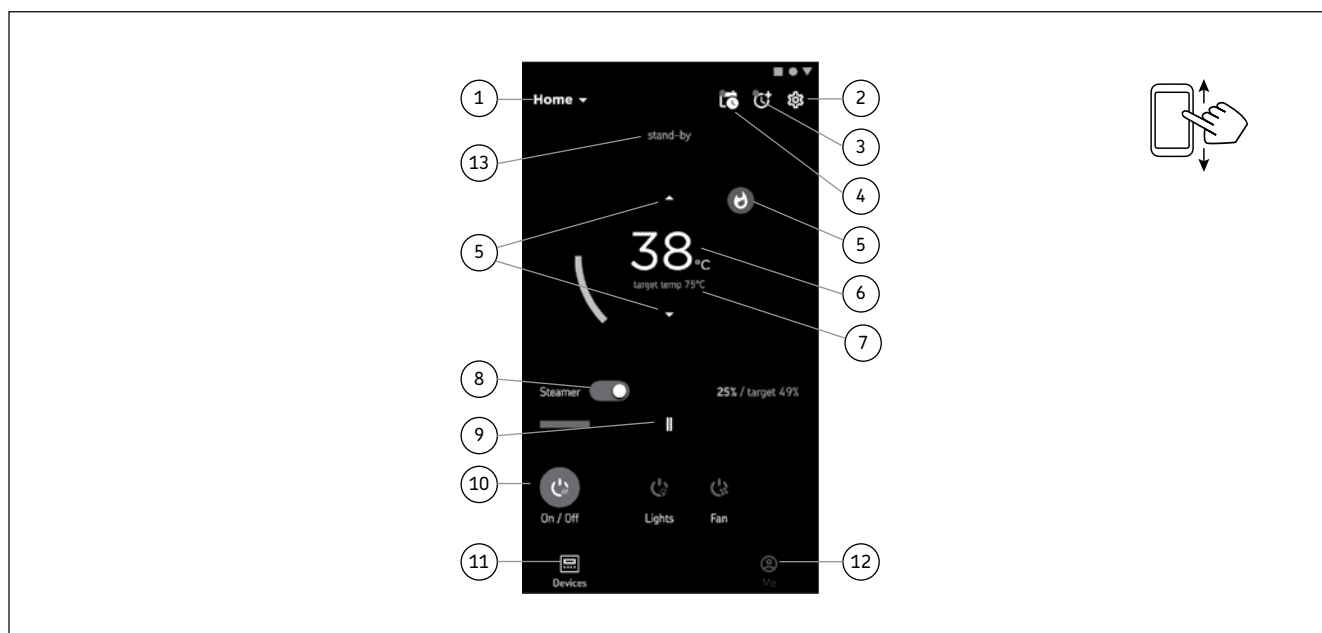 1
Home
2
stand-by
3
13
4
5
38 °C
5
6
target temp 75°C
7
8
Steamer
25% / target 49%
9
10
On / Off
Lights
Fan
11
12
Devices
Me